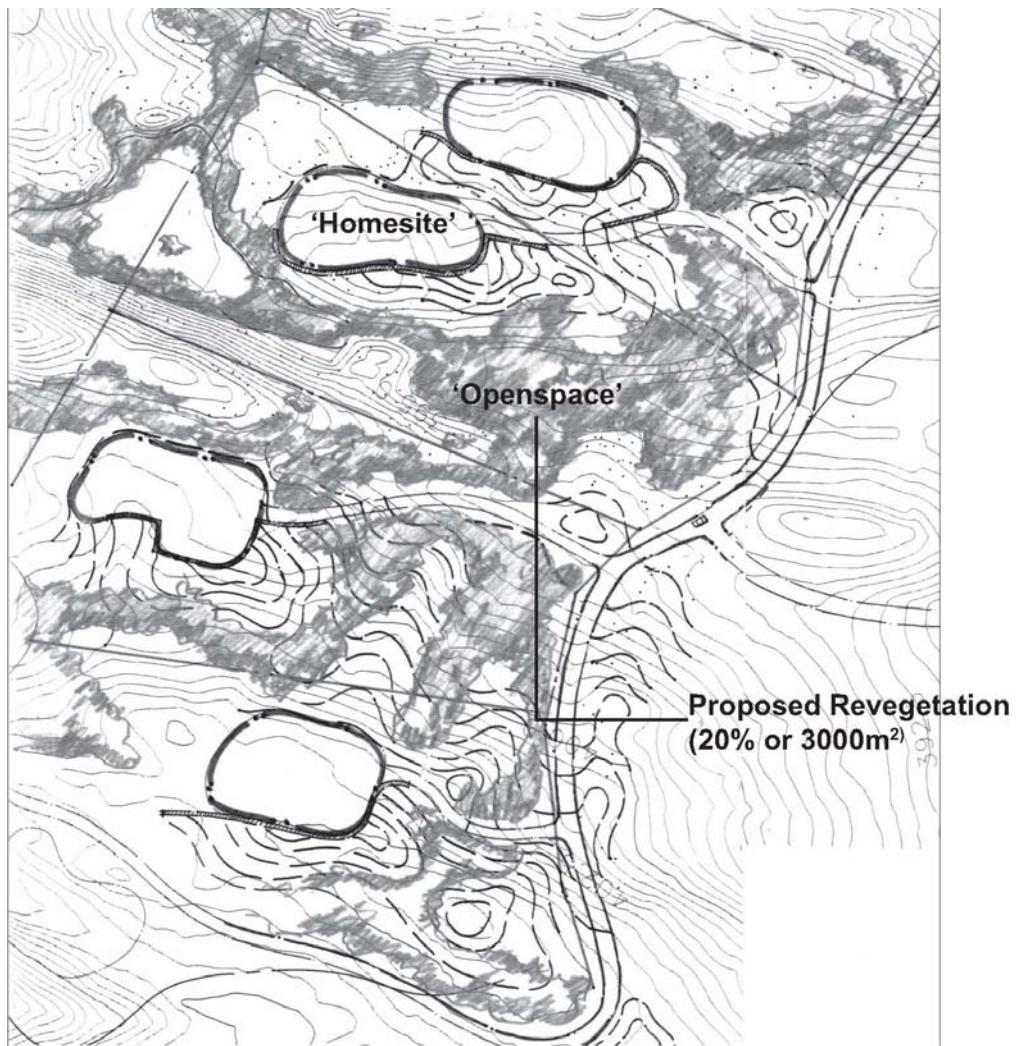 ‘Homesite’
‘Openspace’
Proposed Revegetation
(20% or 3000m²)